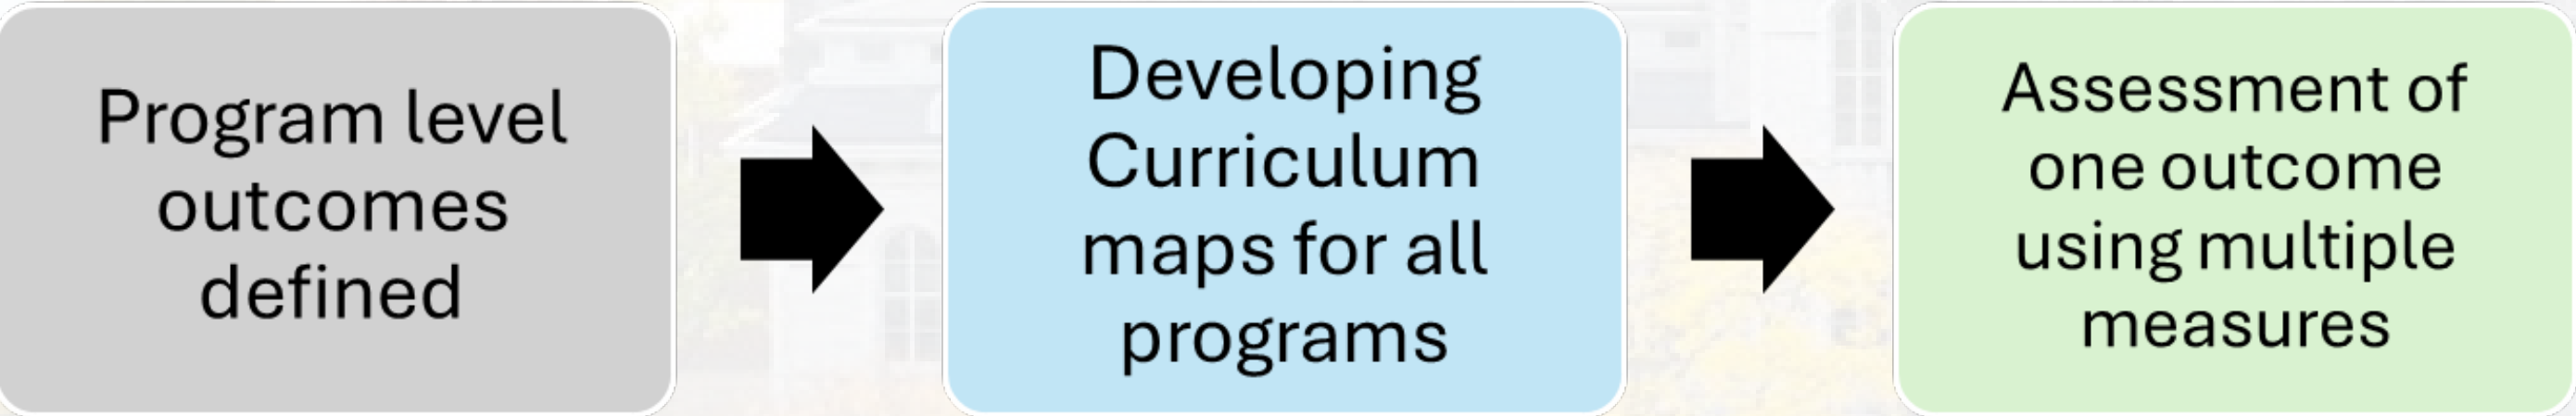 Program level
outcomes
defined
Developing
Curriculum
maps for all
programs
Assessment of
one outcome
using multiple
measures